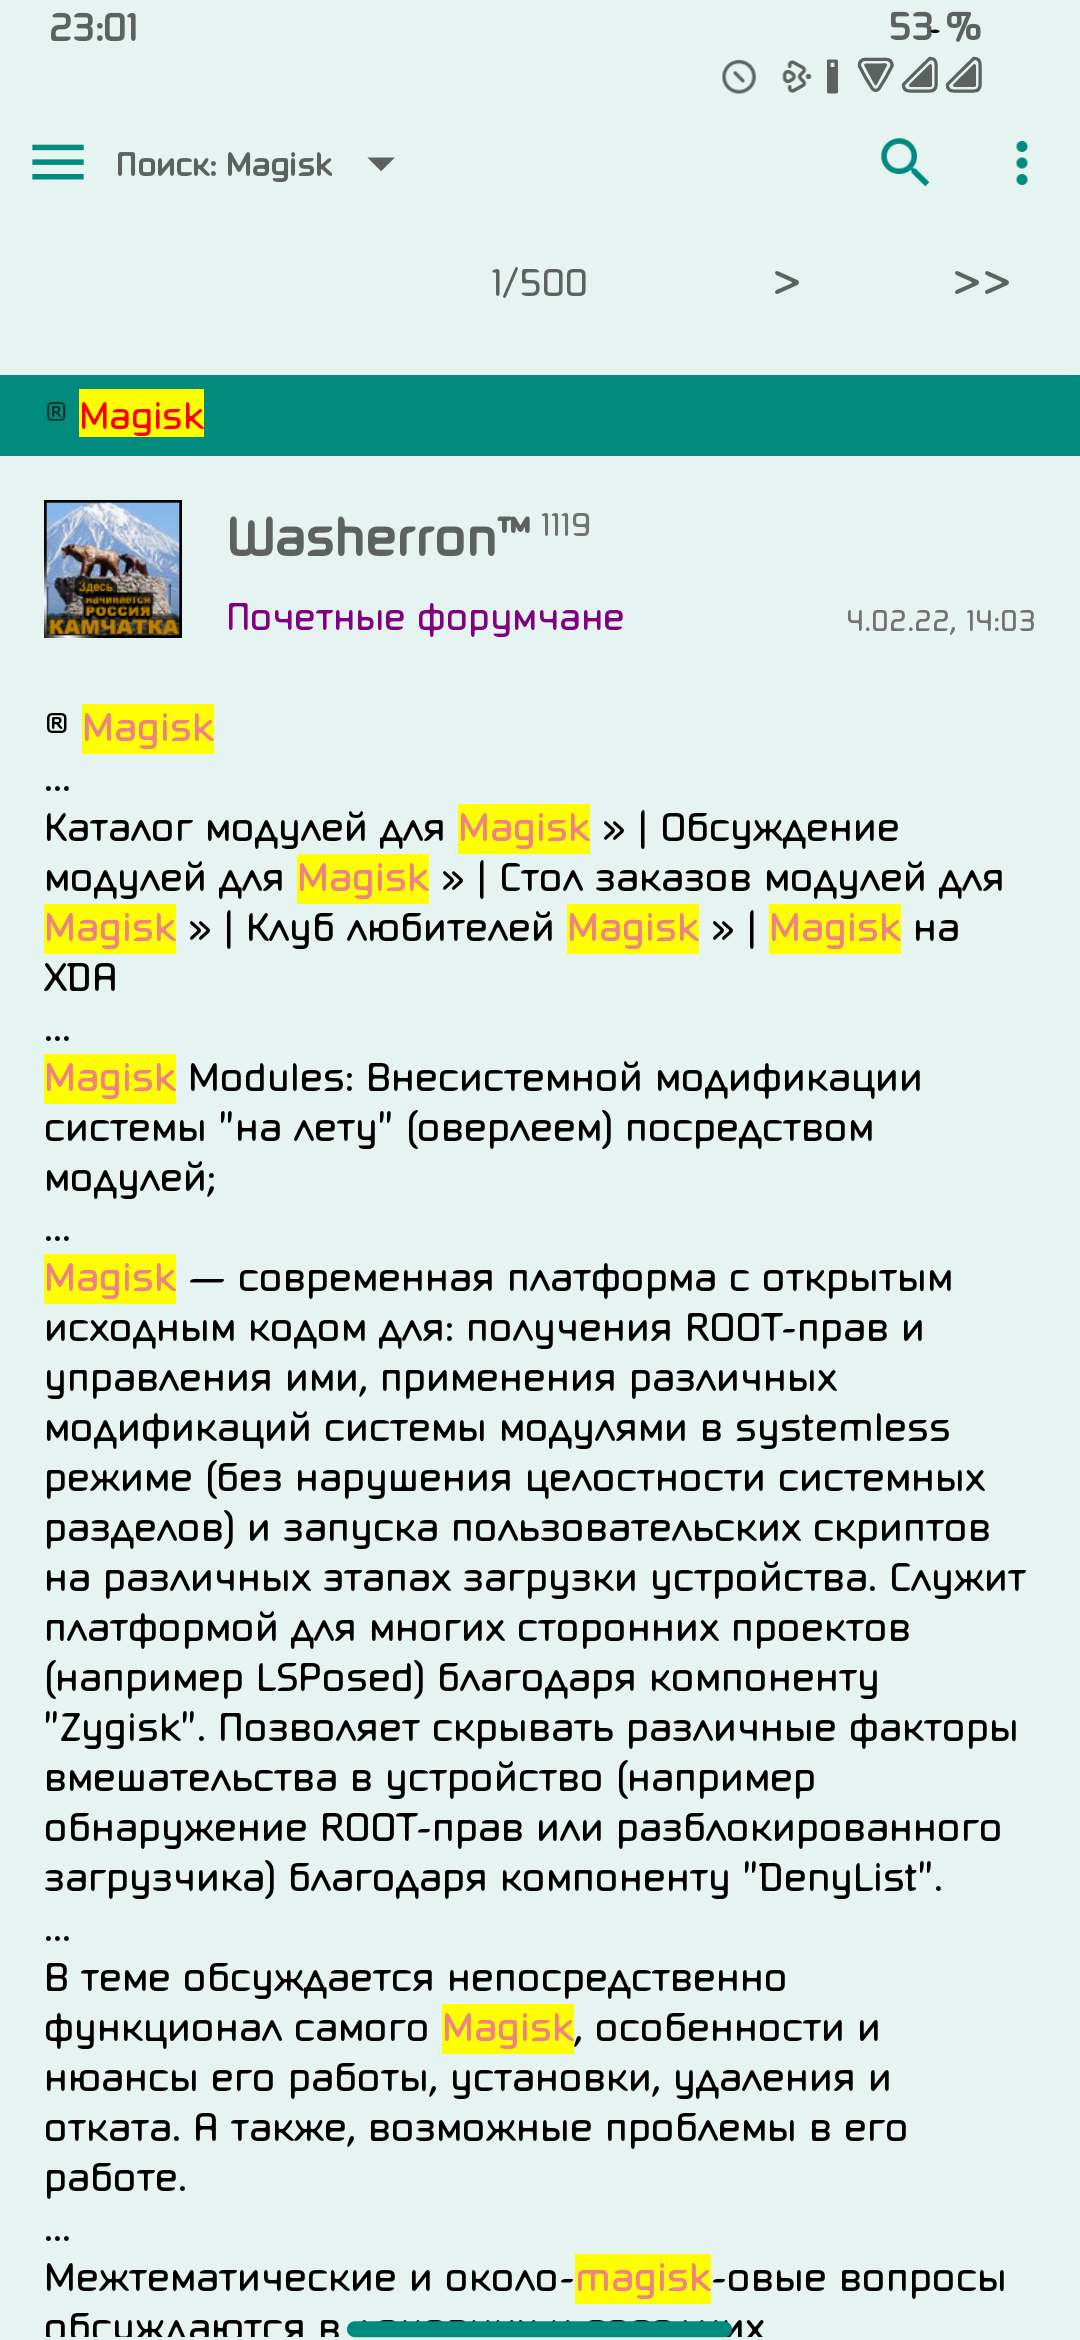 23:01
53 %
Поиск: Magisk
1/500 > >>
® Magisk
Washerron™ 1119
Здесь
начинается
РОССИЯ
КАМЧАТКА
Почетные форумчане
4.02.22, 14:03
® Magisk
...
Каталог модулей для Magisk » | Обсуждение
модулей для Magisk » | Стол заказов модулей для
Magisk » | Клуб любителей Magisk » | Magisk на
XDA
...
Magisk Modules: Внесистемной модификации
системы "на лету" (оверлеем) посредством
модулей;
...
Magisk — современная платформа с открытым
исходным кодом для: получения ROOT-прав и
управления ими, применения различных
модификаций системы модулями в systemless
режиме (без нарушения целостности системных
разделов) и запуска пользовательских скриптов
на различных этапах загрузки устройства. Служит
платформой для многих сторонних проектов
(например LSPosed) благодаря компоненту
"Zygisk". Позволяет скрывать различные факторы
вмешательства в устройство (например
обнаружение ROOT-прав или разблокированного
загрузчика) благодаря компоненту "DenyList".
...
В теме обсуждается непосредственно
функционал самого Magisk, особенности и
нюансы его работы, установки, удаления и
отката. А также, возможные проблемы в его
работе.
...
Межтематические и около-magisk-овые вопросы
обсуждаются в